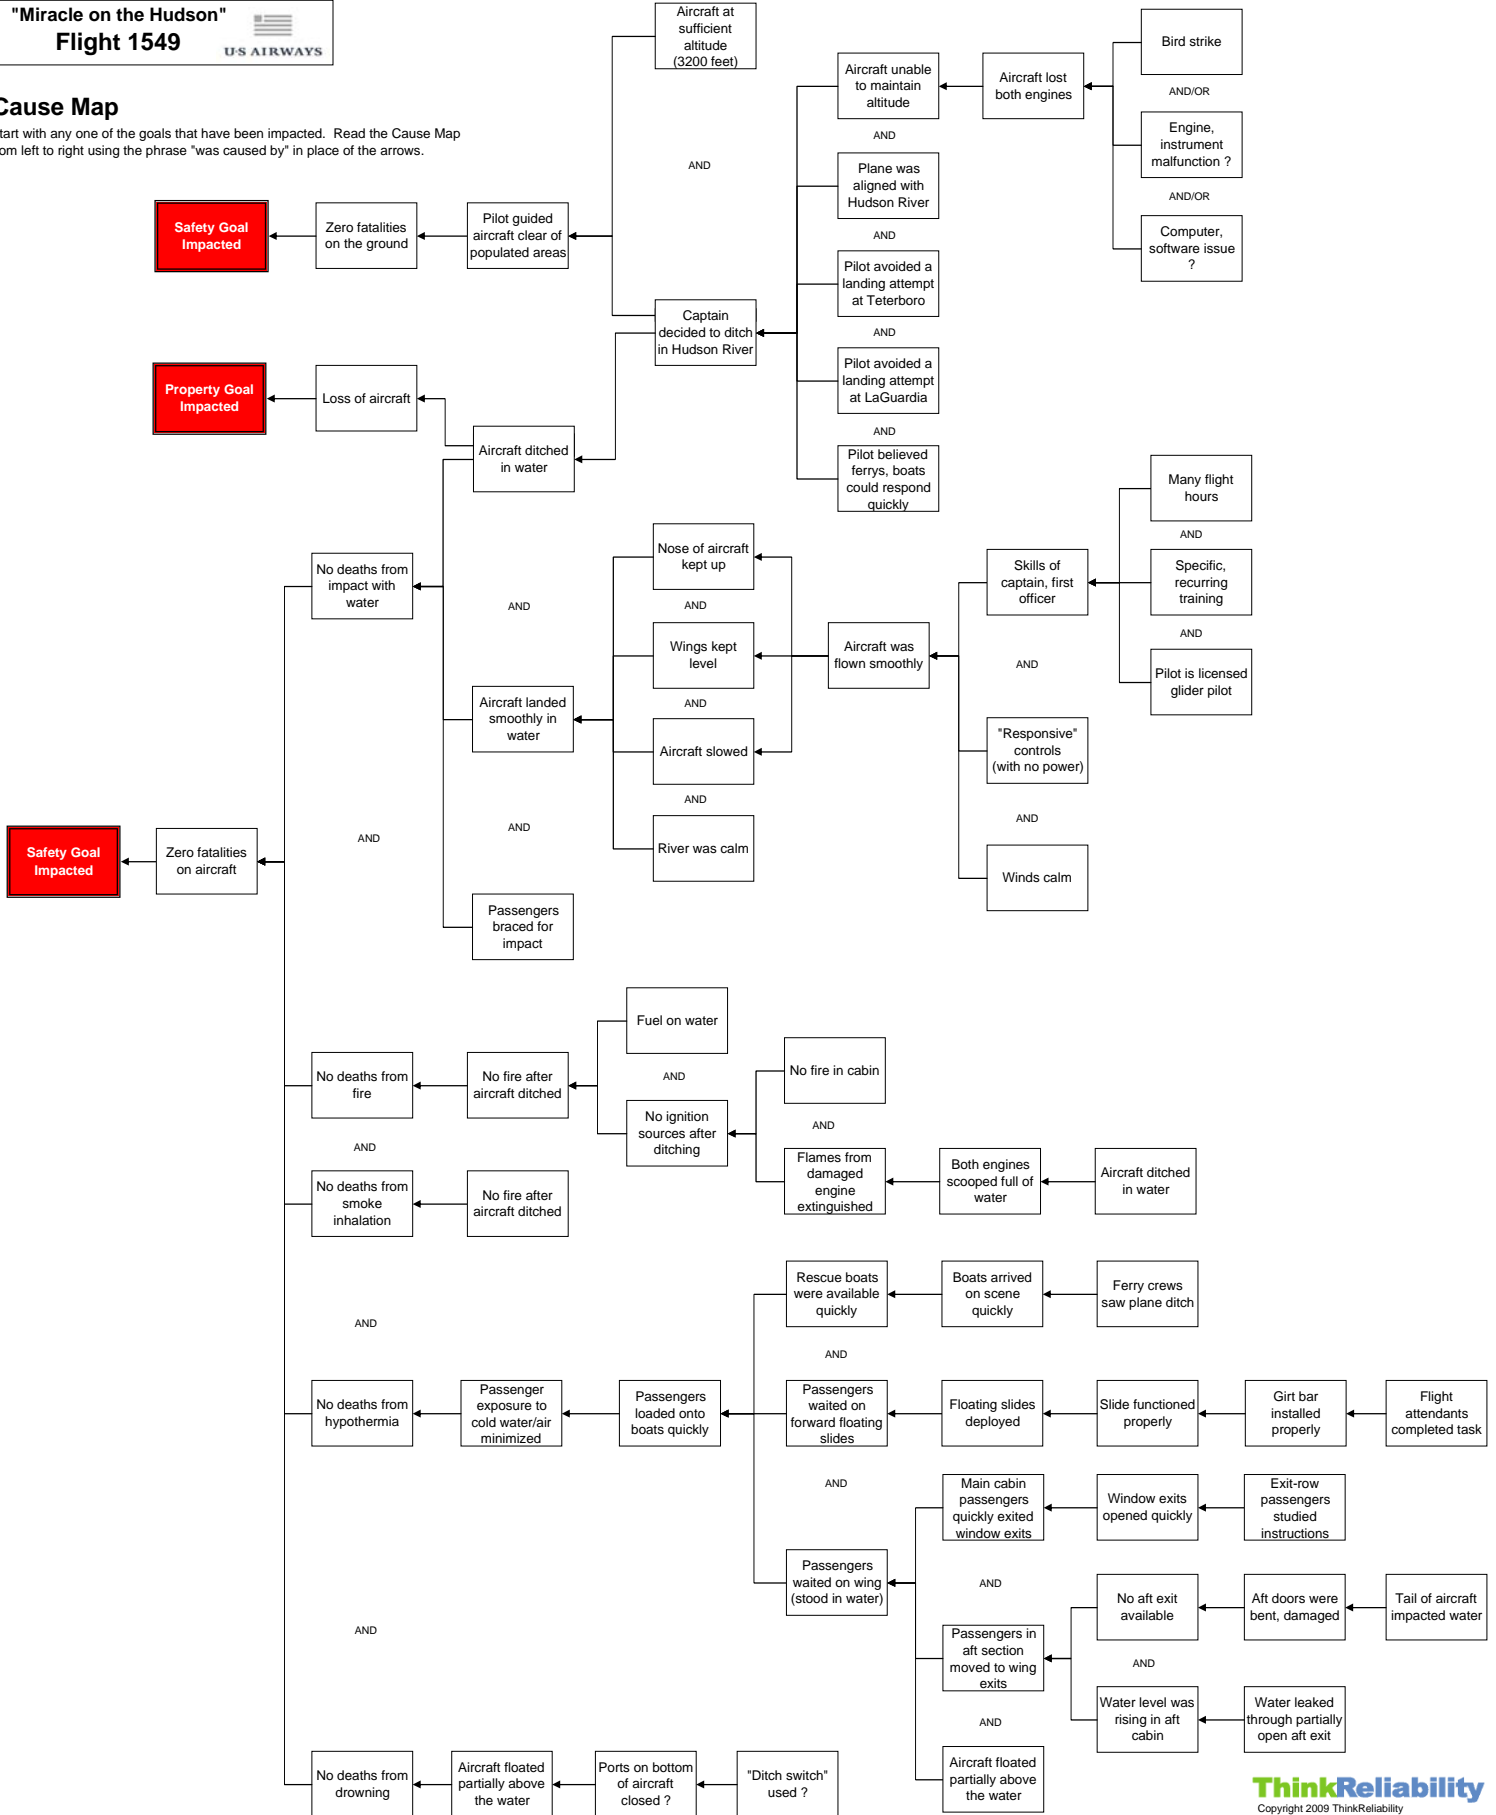 "Miracle on the Hudson"
Flight 1549
U·S AIRWAYS
Cause Map
tart with any one of the goals that have been impacted. Read the Cause Map
om left to right using the phrase "was caused by" in place of the arrows.
Aircraft at
sufficient
altitude
(3200 feet)
AND
Safety Goal
Impacted
Zero fatalities
on the ground
Pilot guided
aircraft clear of
populated areas
Captain
decided to ditch
in Hudson River
Aircraft unable
to maintain
altitude
AND
Plane was
aligned with
Hudson River
AND
Pilot avoided a
landing attempt
at Teterboro
AND
Pilot avoided a
landing attempt
at LaGuardia
AND
Pilot believed
ferrys, boats
could respond
quickly
Aircraft lost
both engines
Bird strike
AND/OR
Engine,
instrument
malfunction ?
AND/OR
Computer,
software issue
?
Property Goal
Impacted
Loss of aircraft
Aircraft ditched
in water
No deaths from
impact with
water
AND
Aircraft landed
smoothly in
water
AND
Passengers
braced for
impact
Nose of aircraft
kept up
AND
Wings kept
level
AND
Aircraft slowed
AND
River was calm
Aircraft was
flown smoothly
Skills of
captain, first
officer
AND
"Responsive"
controls
(with no power)
AND
Winds calm
Many flight
hours
AND
Specific,
recurring
training
AND
Pilot is licensed
glider pilot
Safety Goal
Impacted
Zero fatalities
on aircraft
AND
No deaths from
fire
No fire after
aircraft ditched
Fuel on water
AND
No ignition
sources after
ditching
No fire in cabin
AND
Flames from
damaged
engine
extinguished
Both engines
scooped full of
water
Aircraft ditched
in water
AND
No deaths from
smoke
inhalation
No fire after
aircraft ditched
AND
No deaths from
hypothermia
Passenger
exposure to
cold water/air
minimized
Passengers
loaded onto
boats quickly
Rescue boats
were available
quickly
Boats arrived
on scene
quickly
Ferry crews
saw plane ditch
AND
Passengers
waited on
forward floating
slides
Floating slides
deployed
Slide functioned
properly
Girt bar
installed
properly
Flight
attendants
completed task
AND
Passengers
waited on wing
(stood in water)
Main cabin
passengers
quickly exited
window exits
Window exits
opened quickly
Exit-row
passengers
studied
instructions
AND
Passengers in
aft section
moved to wing
exits
No aft exit
available
Aft doors were
bent, damaged
Tail of aircraft
impacted water
AND
Water level was
rising in aft
cabin
Water leaked
through partially
open aft exit
AND
Aircraft floated
partially above
the water
AND
No deaths from
drowning
Aircraft floated
partially above
the water
Ports on bottom
of aircraft
closed ?
"Ditch switch"
used ?
ThinkReliability
Copyright 2009 ThinkReliability